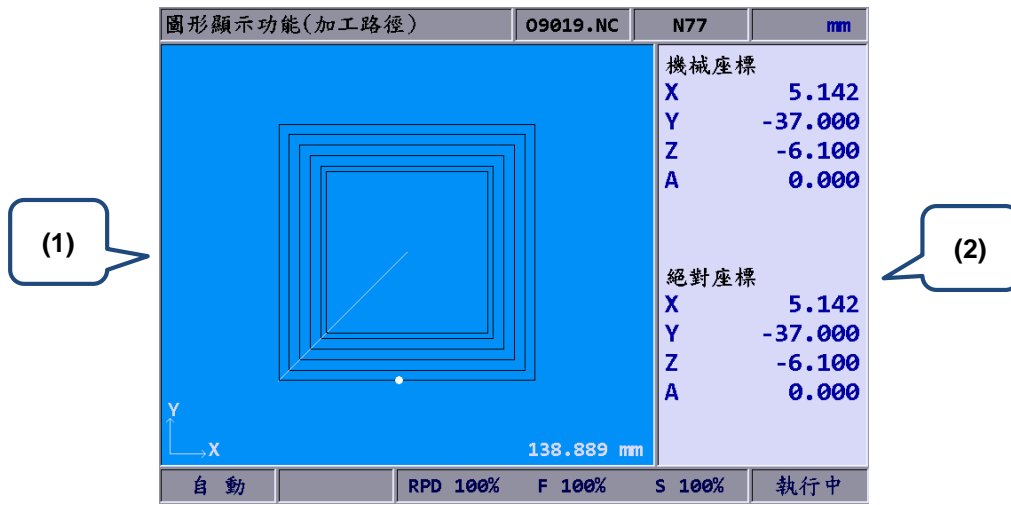 圖形顯示功能(加工路徑) O9019.NC N77 mm
機械座標
X 5.142
Y -37.000
Z -6.100
A 0.000
(1)
(2)
絕對座標
X 5.142
Y -37.000
Z -6.100
A 0.000
Y
X
138.889 mm
自動 RPD 100% F 100% S 100% 執行中